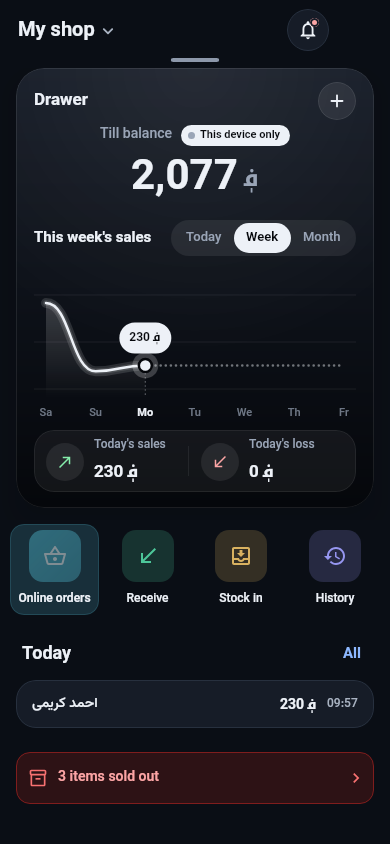 My shop
Drawer
Till balance
This device only
2,077 ؋
This week's sales
Today
Week
Month
230 ؋
Sa
Su
Mo
Tu
We
Th
Fr
Today's sales
230 ؋
Today's loss
0 ؋
Online orders
Receive
Stock in
History
Today
All
احمد کریمی
230 ؋
09:57
3 items sold out